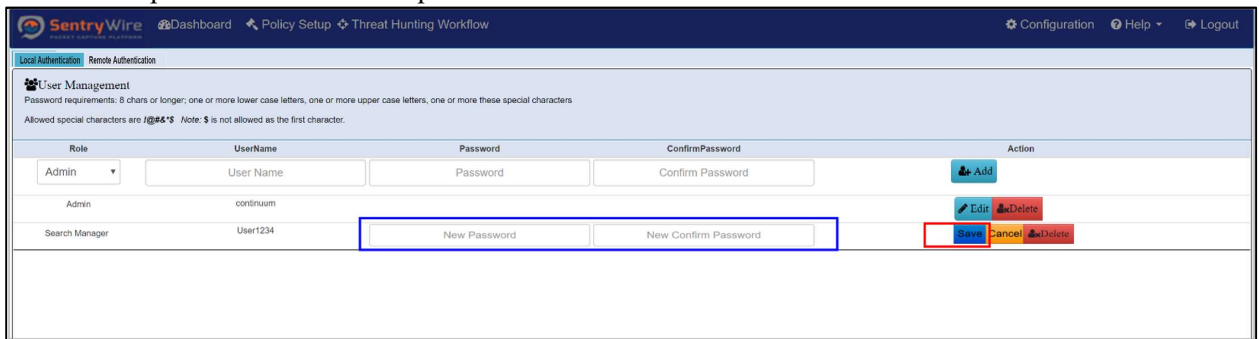 SentryWire Dashboard Policy Setup Threat Hunting Workflow Configuration Help Logout
PACKET CAPTURE PLATFORM
Local Authentication Remote Authentication
User Management
Password requirements: 8 chars or longer; one or more lower case letters, one or more upper case letters, one or more these special characters
Allowed special characters are !@#&*$ Note: $ is not allowed as the first character.
Role UserName Password ConfirmPassword Action
Admin User Name Password Confirm Password Add
Admin continuum Edit Delete
Search Manager User1234 New Password New Confirm Password Save Cancel Delete